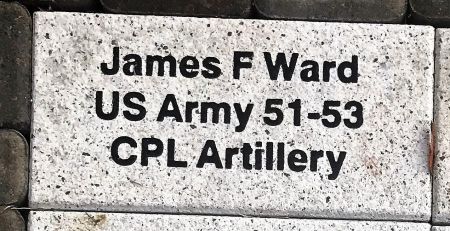 James F Ward
US Army 51-53
CPL Artillery